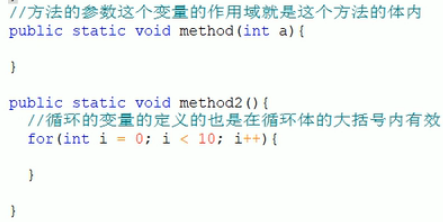 //方法的参数这个变量的作用域就是这个方法的体内
public static void method(int a){
}
public static void method2(){
//循环的变量的定义的也是在循环体的大括号内有效
for(int i = 0; i < 10; i++){
}
}